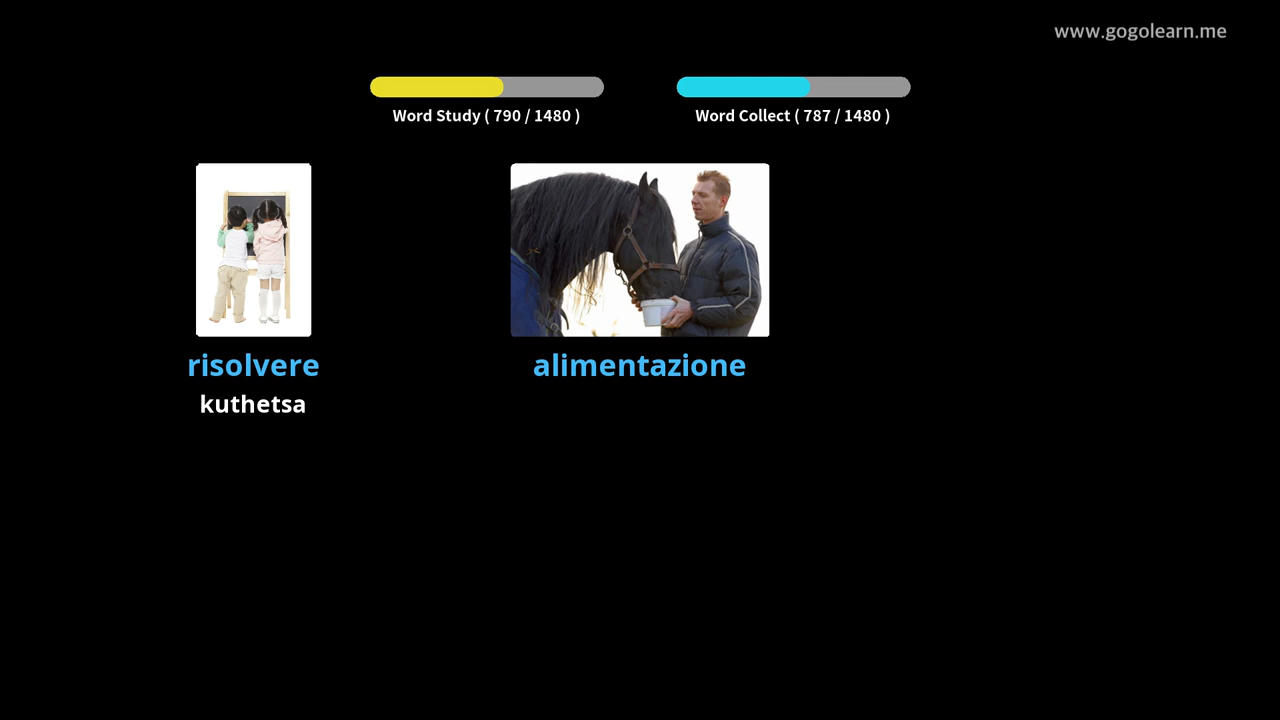 www.gogolearn.me
Word Study ( 790 / 1480 )
Word Collect ( 787 / 1480 )
risolvere
alimentazione
kuthetsa